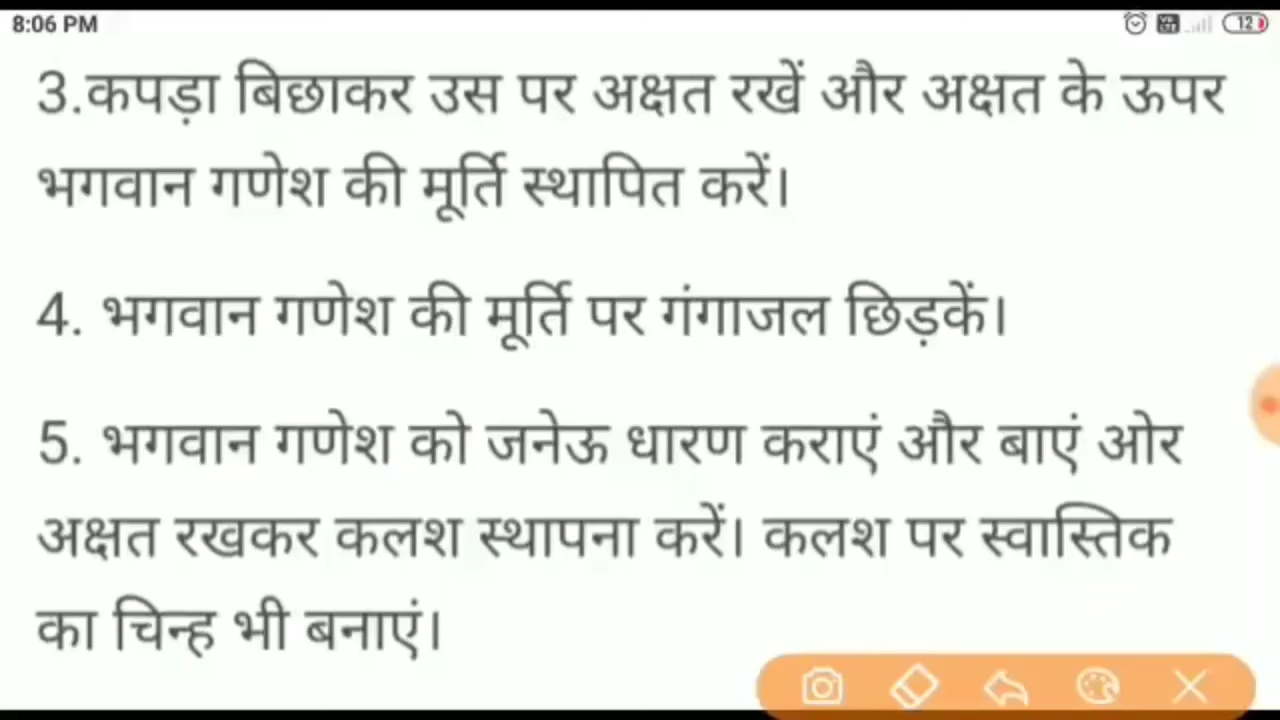 8:06 PM
12
3.कपड़ा बिछाकर उस पर अक्षत रखें और अक्षत के ऊपर
भगवान गणेश की मूर्ति स्थापित करें।
4. भगवान गणेश की मूर्ति पर गंगाजल छिड़कें।
5. भगवान गणेश को जनेऊ धारण कराएं और बाएं ओर
अक्षत रखकर कलश स्थापना करें। कलश पर स्वास्तिक
का चिन्ह भी बनाएं।